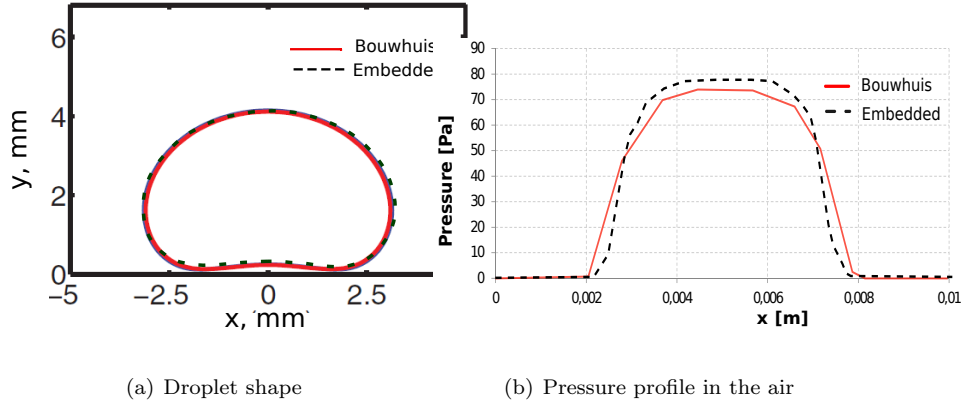 6
4
2
0
y, mm
−5
−2.5
0
2.5
x, mm
Bouwhuis
Embedde
90
80
70
60
50
40
30
20
10
0
Pressure [Pa]
0
0,002
0,004
0,006
0,008
0,01
x [m]
Bouwhuis
Embedded
(a) Droplet shape
(b) Pressure profile in the air